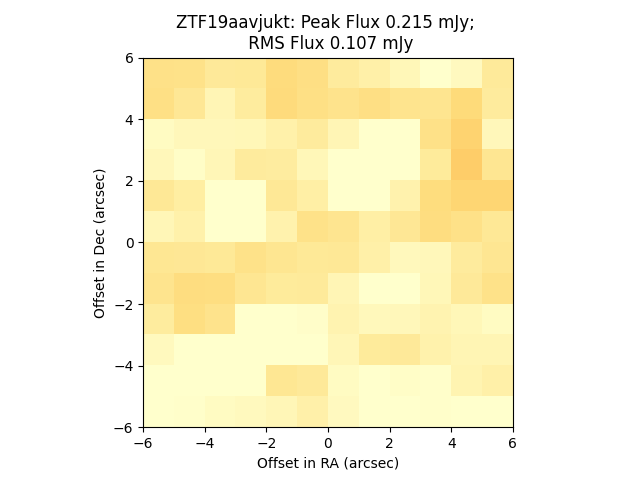 ZTF19aavjukt: Peak Flux 0.215 mJy;
RMS Flux 0.107 mJy
6
4
2
0
−2
−4
−6
Offset in Dec (arcsec)
−6 −4 −2 0 2 4 6
Offset in RA (arcsec)